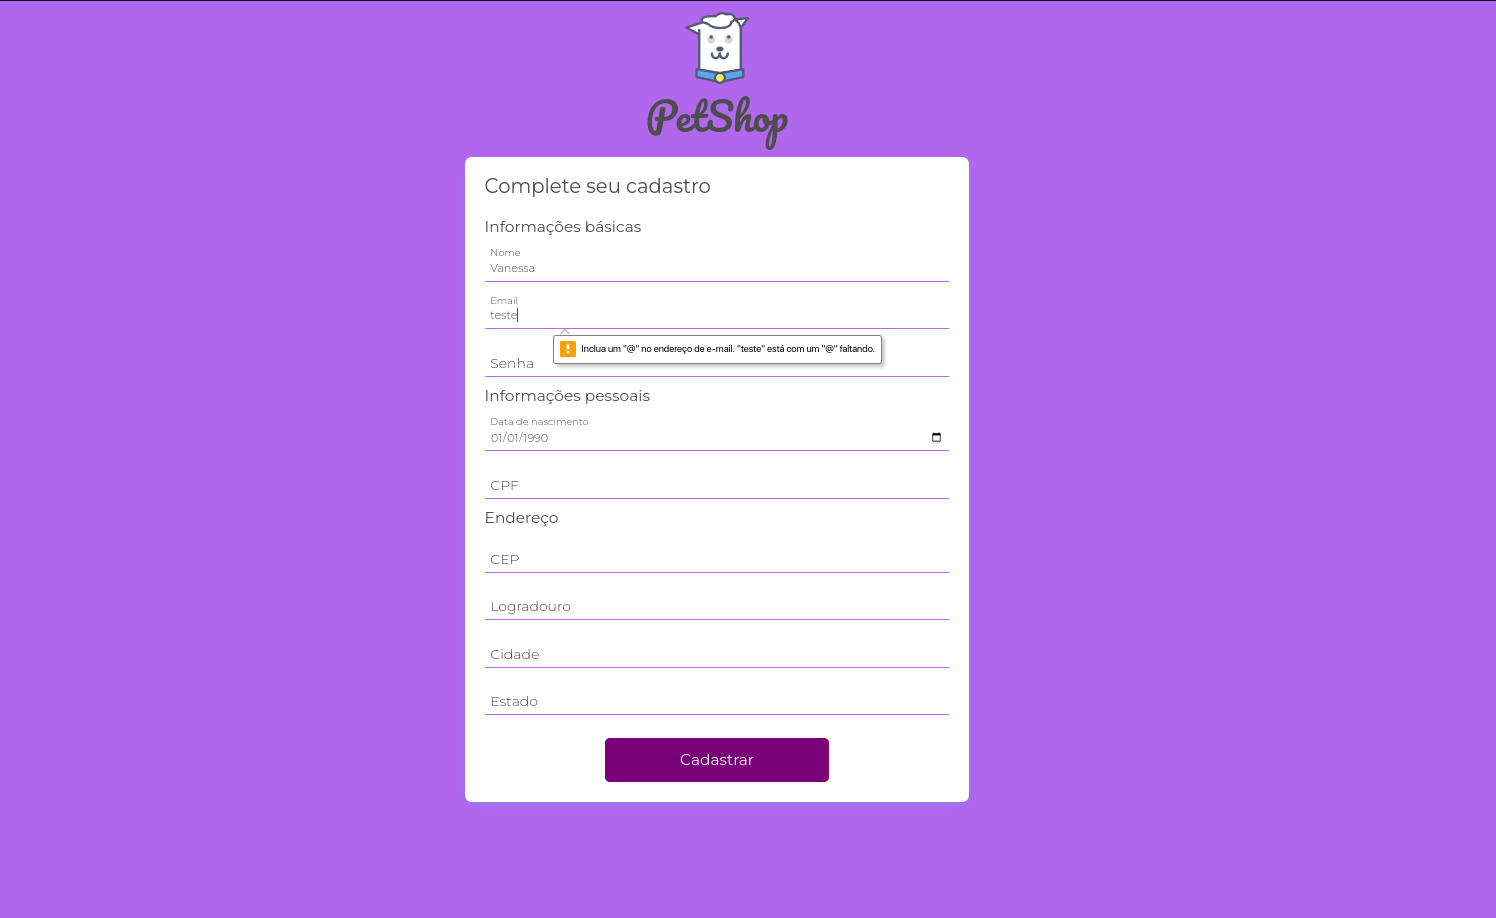 PetShop
Complete seu cadastro
Informações básicas
Nome
Vanessa
Email
teste
Inclua um "@" no endereço de e-mail. "teste" está com um "@" faltando.
Senha
Informações pessoais
Data de nascimento
01/01/1990
CPF
Endereço
CEP
Logradouro
Cidade
Estado
Cadastrar